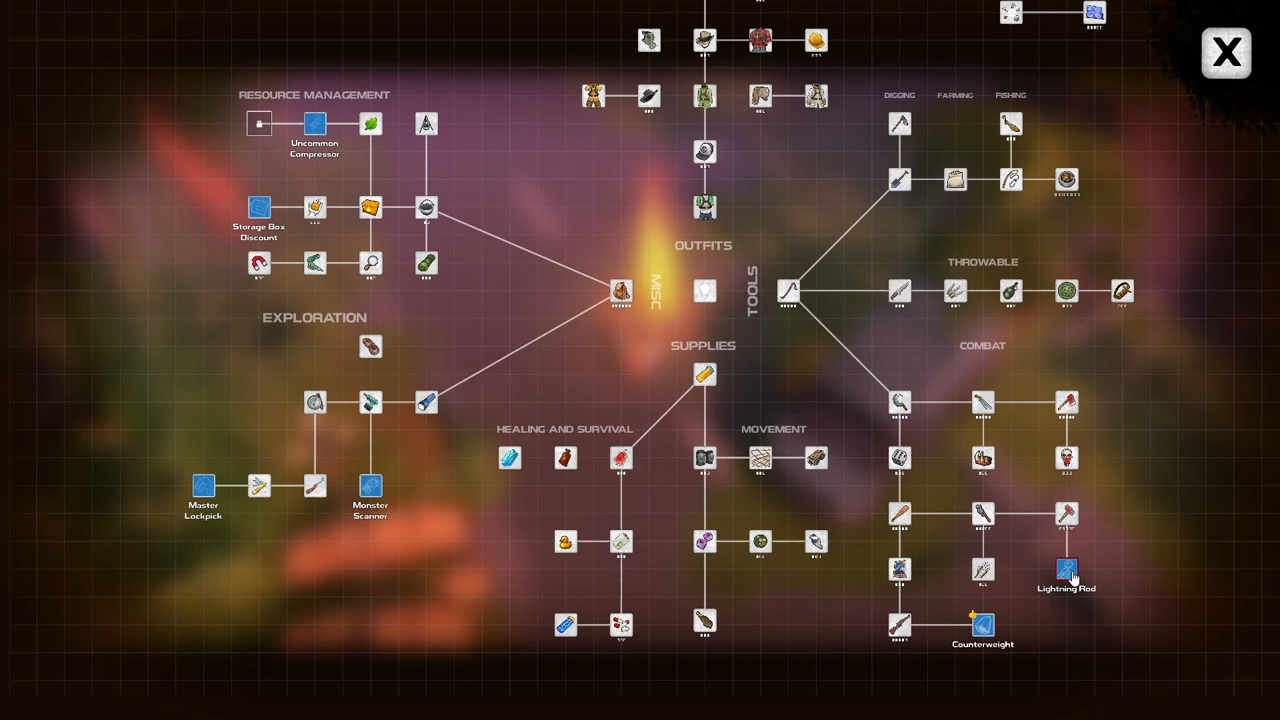 X
RESOURCE MANAGEMENT
DIGGING
FARMING
FISHING
Uncommon
Compressor
Storage Box
Discount
OUTFITS
THROWABLE
MISC
TOOLS
EXPLORATION
SUPPLIES
COMBAT
HEALING AND SURVIVAL
MOVEMENT
Master
Lockpick
Monster
Scanner
Lightning Rod
Counterweight